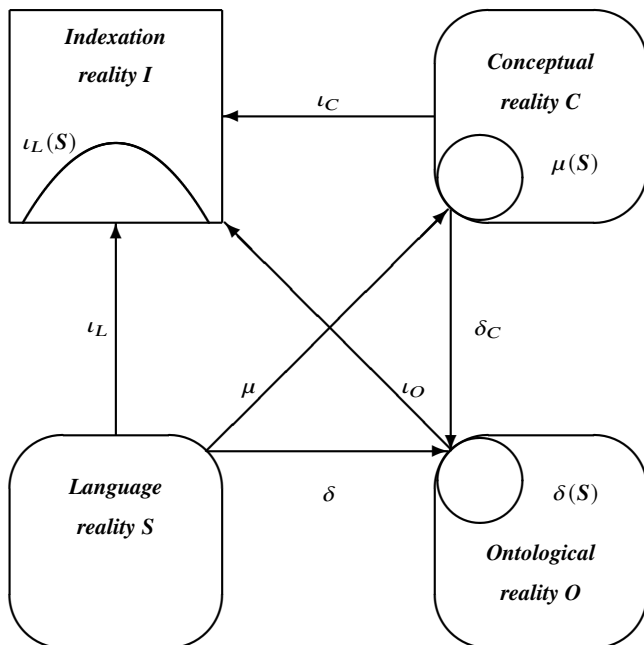 Indexation
reality I
Conceptual
reality C
ι_C
ι_L(S)
μ(S)
ι_L
δ_C
μ
ι_O
Language
reality S
δ
δ(S)
Ontological
reality O